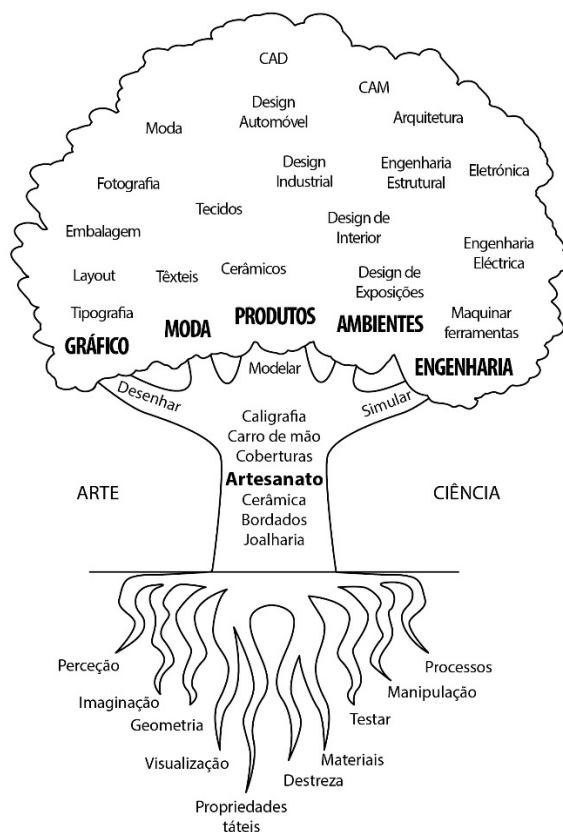 CAD
CAM
Design
Automóvel
Moda
Arquitetura
Design
Industrial
Engenharia
Estrutural
Eletrónica
Fotografia
Tecidos
Design de
Interior
Embalagem
Engenharia
Eléctrica
Layout
Têxteis
Cerâmicos
Design de
Exposições
Tipografia
Maquinar
ferramentas
GRÁFICO
MODA
PRODUTOS
AMBIENTES
ENGENHARIA
Desenhar
Modelar
Simular
Caligrafia
Carro de mão
Coberturas
Artesanato
Cerâmica
Bordados
Joalharia
ARTE
CIÊNCIA
Perceção
Processos
Imaginação
Manipulação
Geometria
Testar
Visualização
Materiais
Destreza
Propriedades
táteis